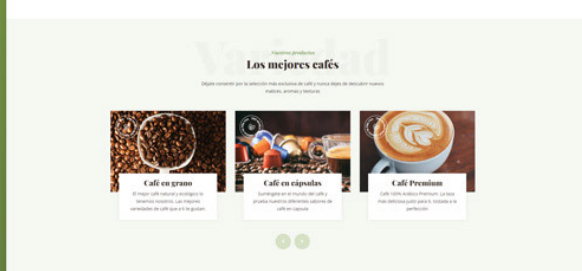 Variedad
Nuestros productos
Los mejores cafés
Déjate convertir por la selección más exclusiva de café y nunca dejes de descubrir nuevos
matices, aromas y texturas
Café en grano
El mejor café natural y ecológico lo
tenemos nosotros. Las mejores
variedades de café que a ti te gustan.
Café en cápsulas
Sumérgete en el mundo del café y
prueba nuestros diferentes sabores de
café en cápsula
Café Premium
Café 100% Arabico Premium. La taza
más deliciosa justo para ti, tostada a la
perfección